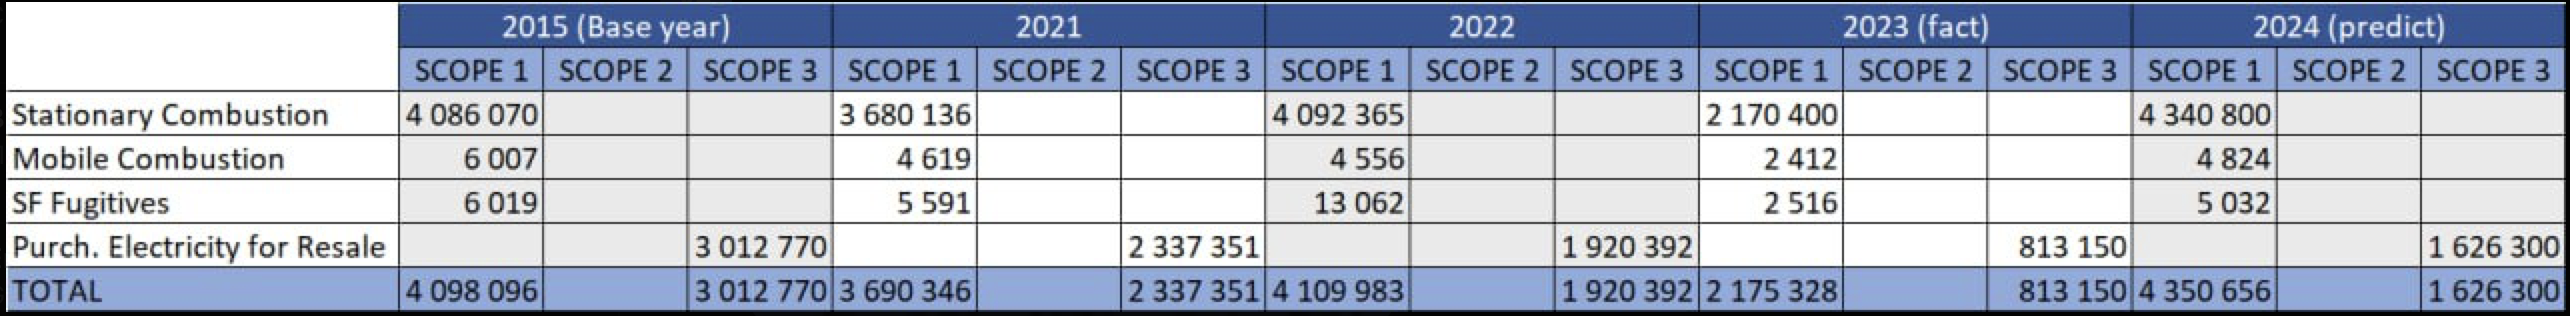 2015 (Base year) 2021 2022 2023 (fact) 2024 (predict)
SCOPE 1 SCOPE 2 SCOPE 3 SCOPE 1 SCOPE 2 SCOPE 3 SCOPE 1 SCOPE 2 SCOPE 3 SCOPE 1 SCOPE 2 SCOPE 3 SCOPE 1 SCOPE 2 SCOPE 3
Stationary Combustion 4 086 070 3 680 136 4 092 365 2 170 400 4 340 800
Mobile Combustion 6 007 4 619 4 556 2 412 4 824
SF Fugitives 6 019 5 591 13 062 2 516 5 032
Purch. Electricity for Resale 3 012 770 2 337 351 1 920 392 813 150 1 626 300
TOTAL 4 098 096 3 012 770 3 690 346 2 337 351 4 109 983 1 920 392 2 175 328 813 150 4 350 656 1 626 300